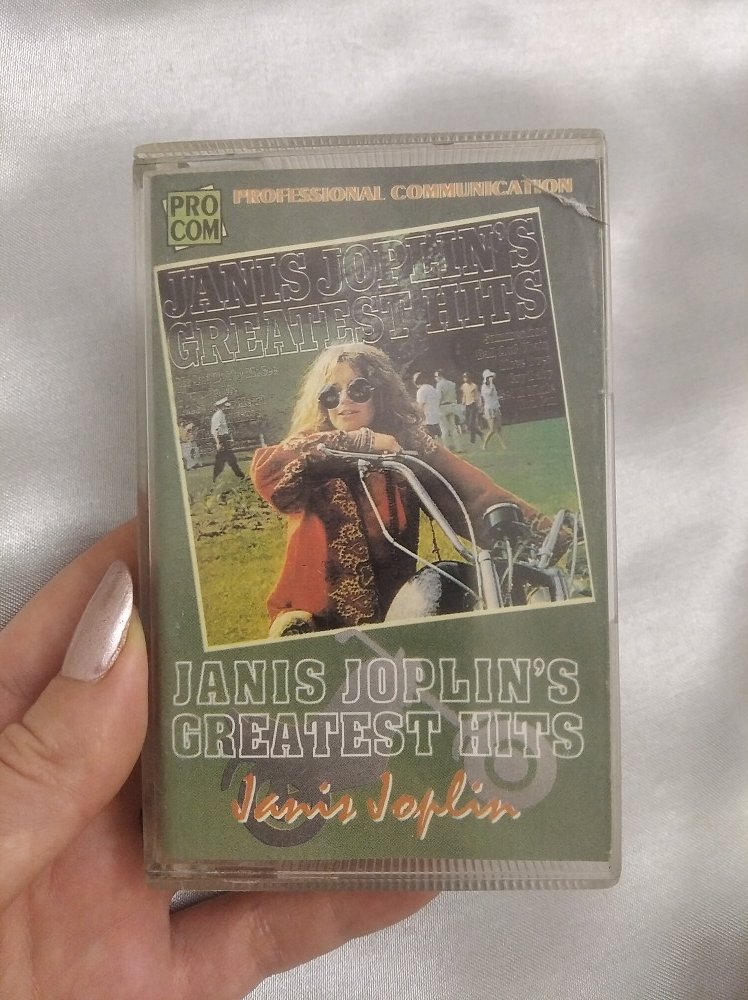 PRO
COM
PROFESSIONAL COMMUNICATION
JANIS JOPLIN'S
GREATEST HITS
JANIS JOPLIN'S
GREATEST HITS
Janis Joplin